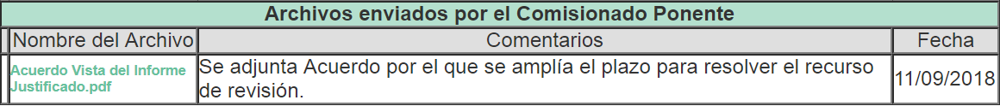 Archivos enviados por el Comisionado Ponente
Nombre del Archivo Comentarios Fecha
Acuerdo Vista del Informe
Justificado.pdf
Se adjunta Acuerdo por el que se amplía el plazo para resolver el recurso
de revisión.
11/09/2018